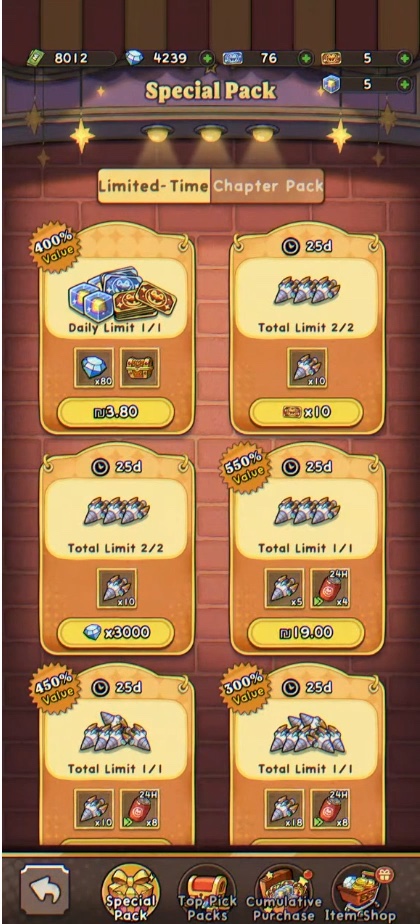 8012 4239 76 5
5
Special Pack
Limited-Time Chapter Pack
400% Value
Daily Limit 1/1
x80
₪3.80
25d
Total Limit 2/2
x10
x10
25d
Total Limit 2/2
x10
x3000
550% Value
25d
Total Limit 1/1
x5
24H
x4
₪19.00
450% Value
25d
Total Limit 1/1
x10
24H
x8
300% Value
25d
Total Limit 1/1
x18
24H
x8
Special Pack
Top Pick Packs
Cumulative Purchase
Item Shop